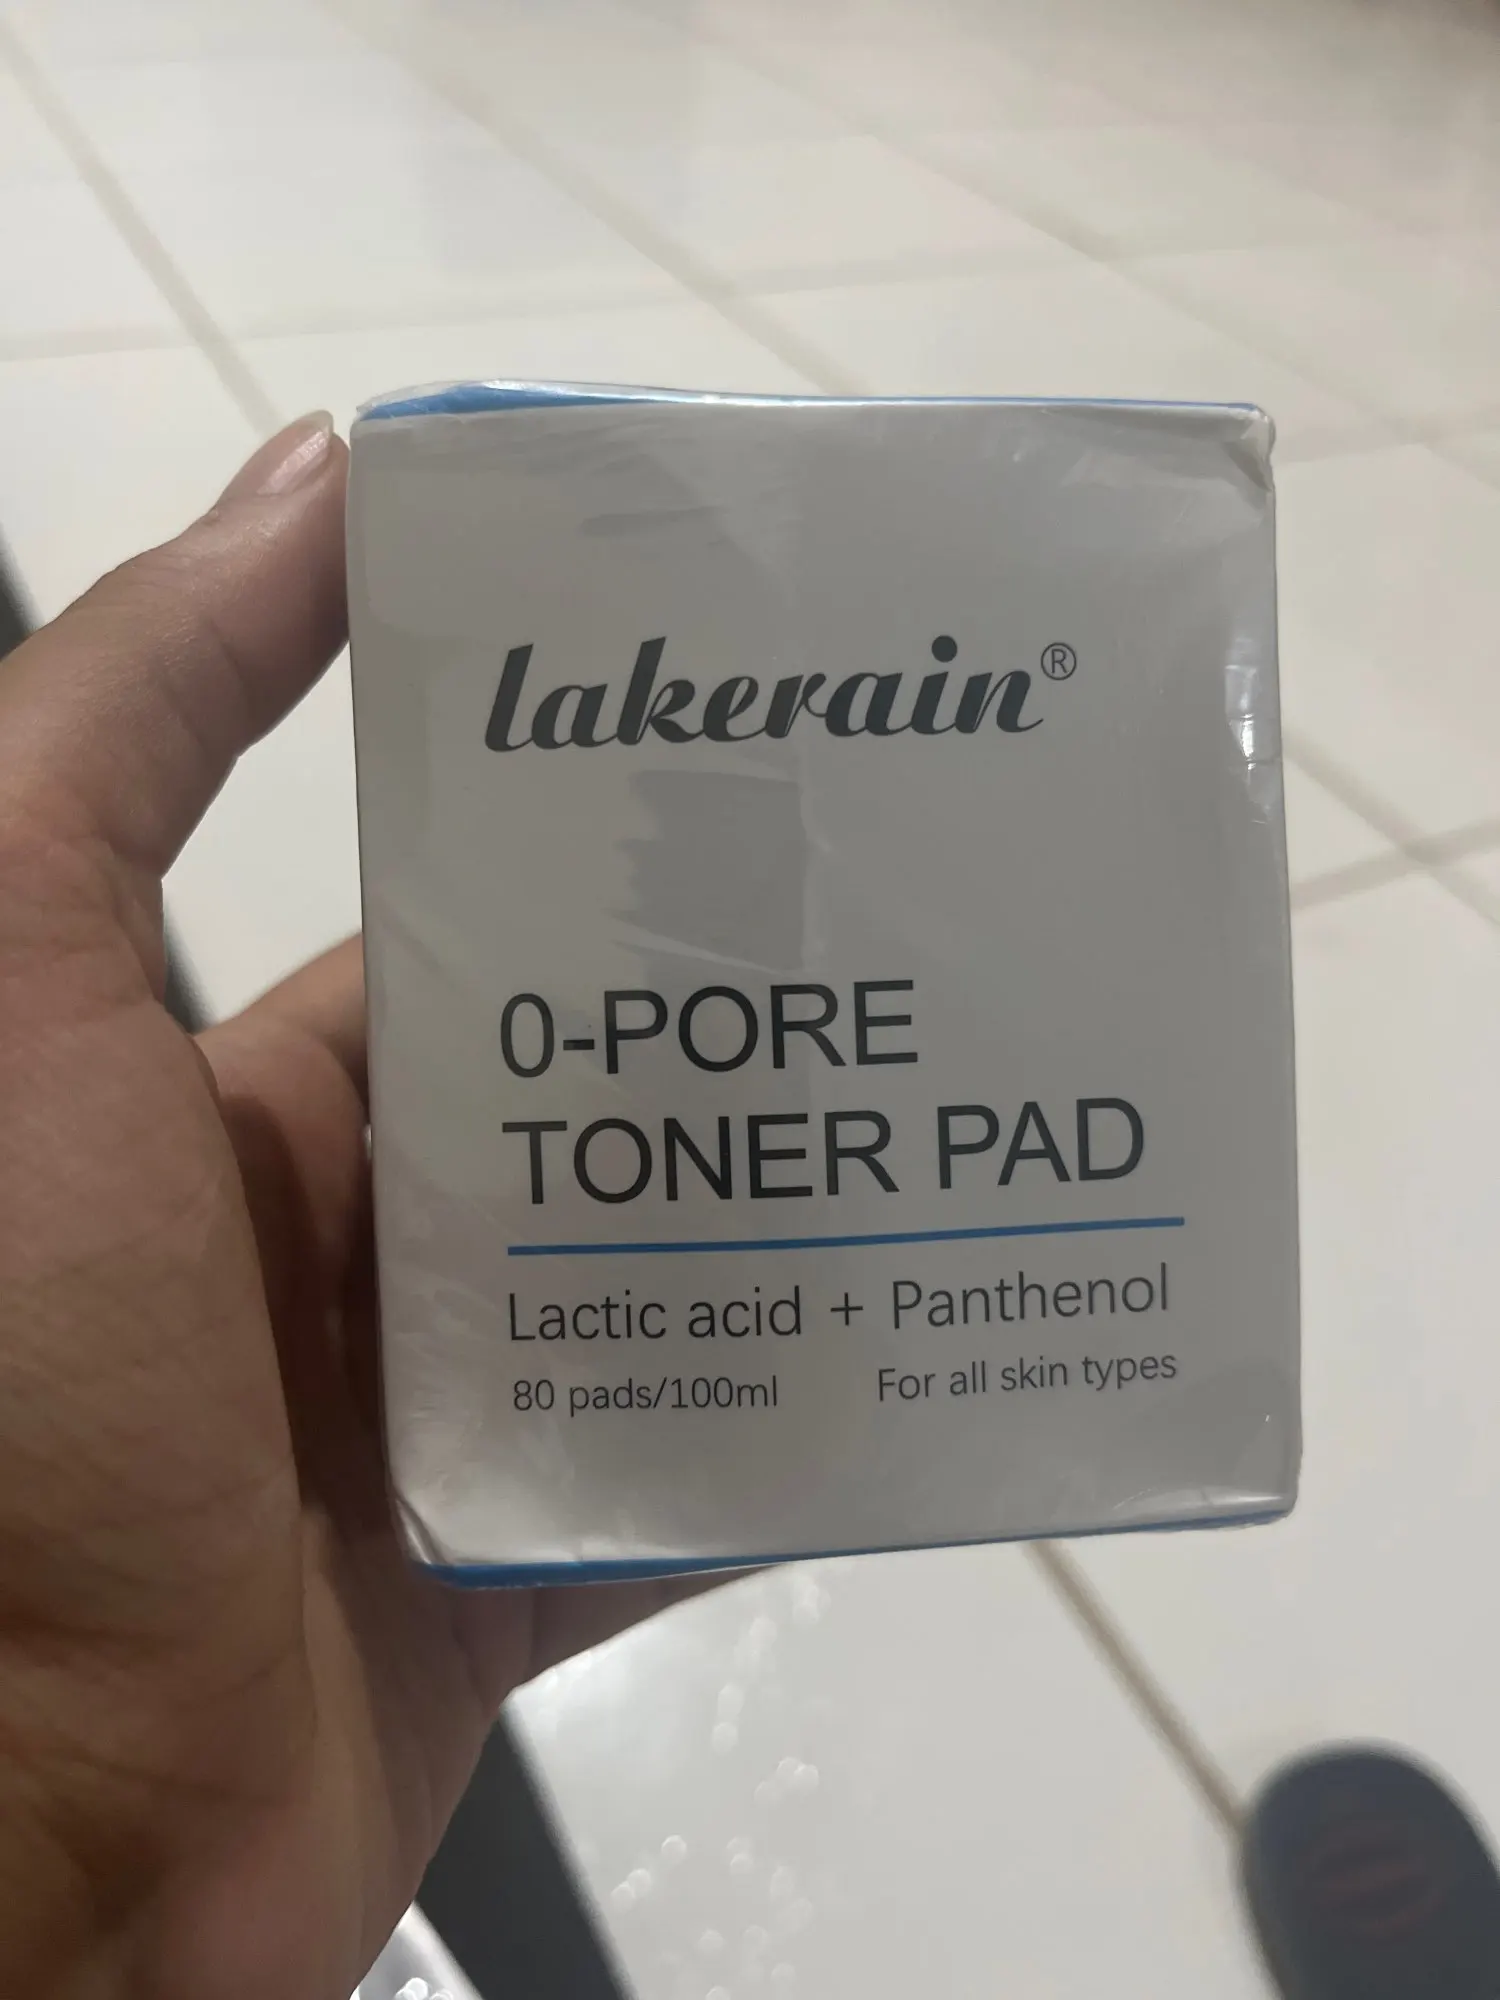 lakerain®
0-PORE
TONER PAD
Lactic acid + Panthenol
80 pads/100ml For all skin types